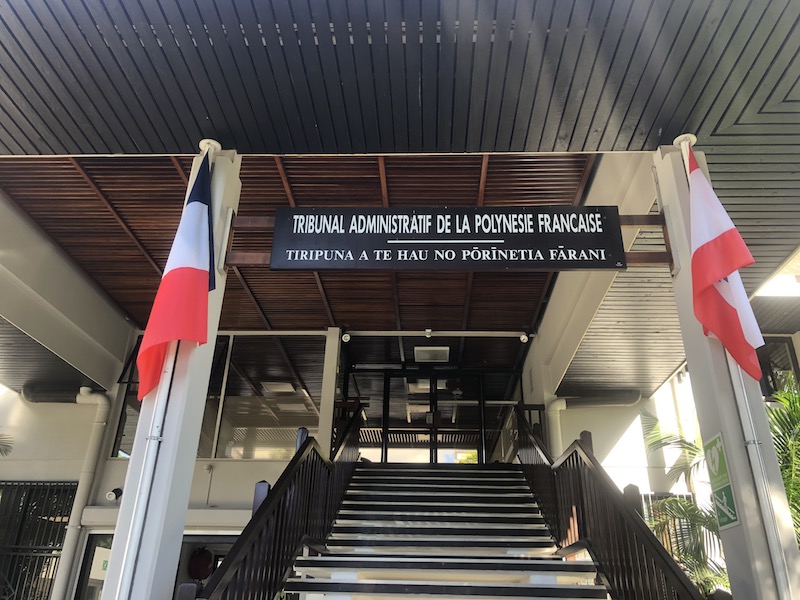 TRIBUNAL ADMINISTRATIF DE LA POLYNESIE FRANCAISE
TIRIPUNA A TE HAU NO PŌRĪNETIA FĀRANI